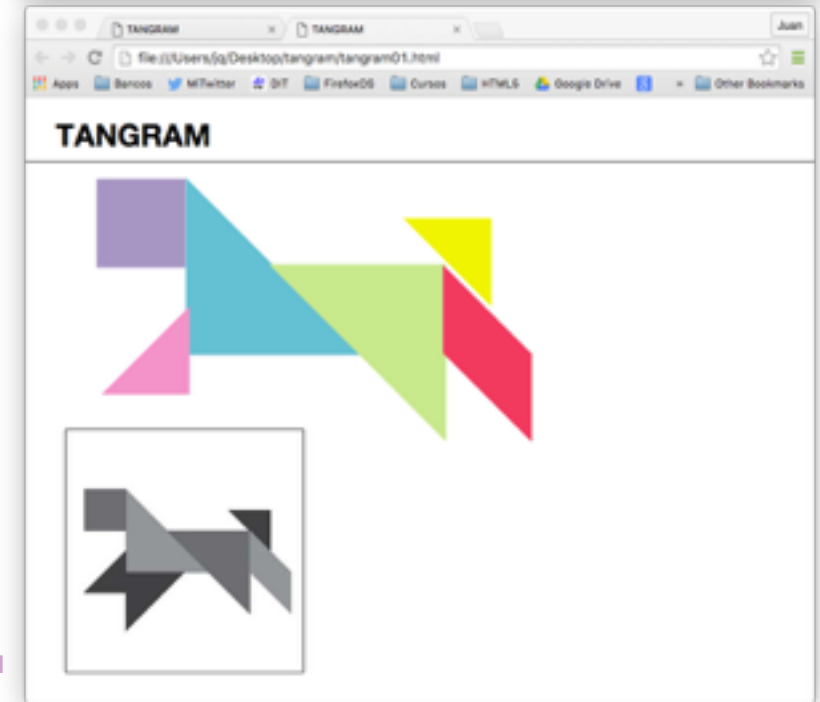 TANGRAM
TANGRAM
Juan
file:///Users/jq/Desktop/tangram/tangram01.html
Apps Bancos MiTwitter DIT FirefoxOS Cursos HTML5 Google Drive » Other Bookmarks
TANGRAM